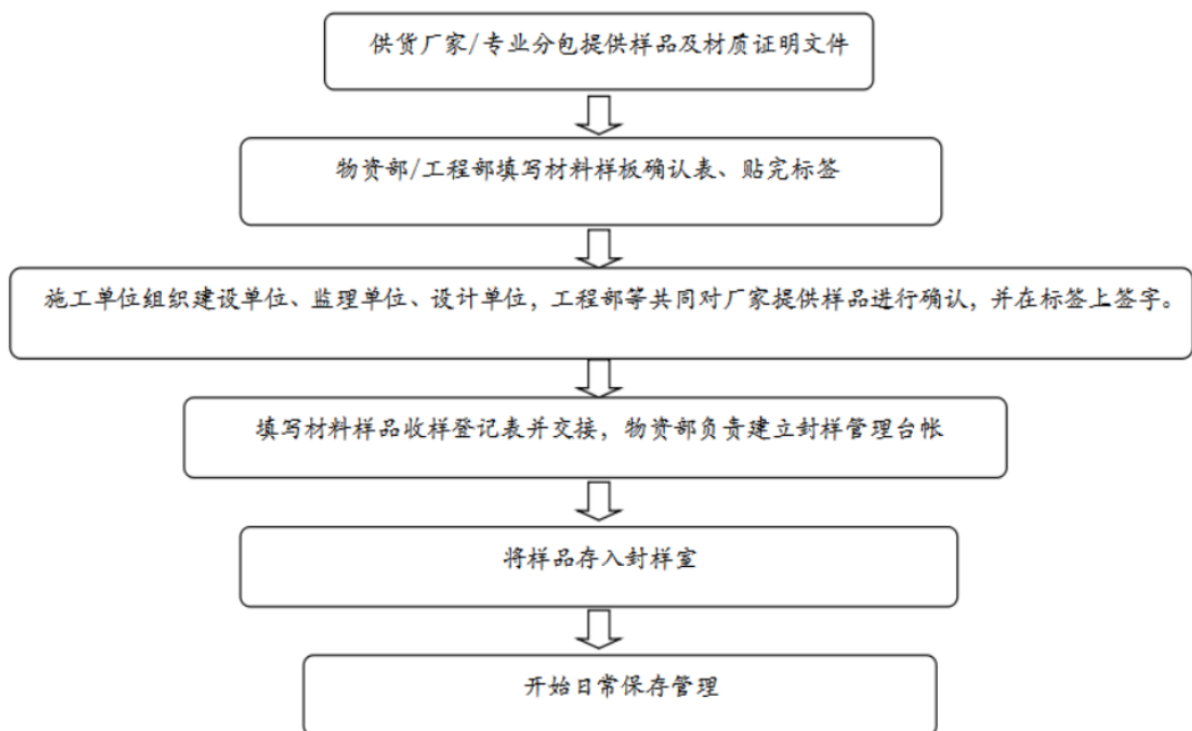 供货厂家/专业分包提供样品及材质证明文件
物资部/工程部填写材料样板确认表、贴完标签
施工单位组织建设单位、监理单位、设计单位，工程部等共同对厂家提供样品进行确认，并在标签上签字。
填写材料样品收样登记表并交接，物资部负责建立封样管理台帐
将样品存入封样室
开始日常保存管理